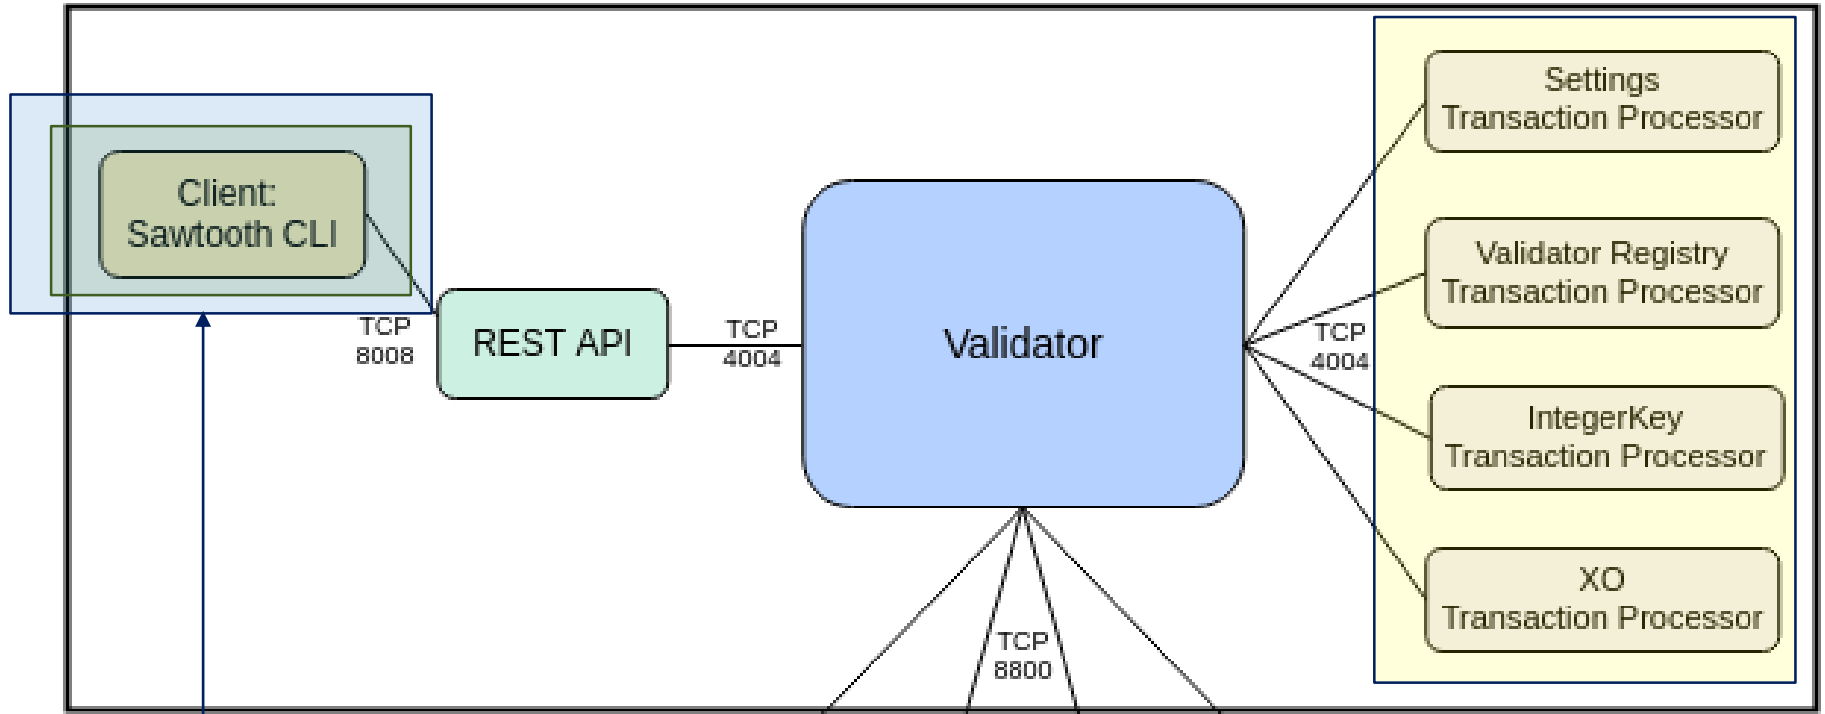 Client:
Sawtooth CLI
TCP
8008
REST API
TCP
4004
Validator
TCP
4004
TCP
8800
Settings
Transaction Processor
Validator Registry
Transaction Processor
IntegerKey
Transaction Processor
XO
Transaction Processor